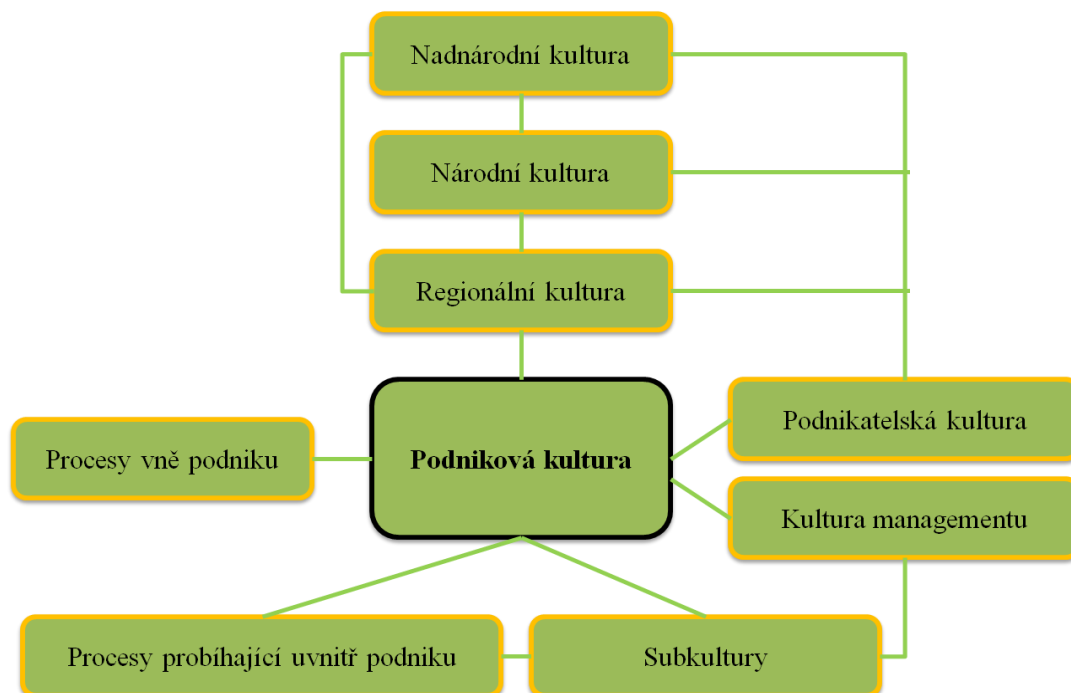 Nadnárodní kultura
Národní kultura
Regionální kultura
Podnikatelská kultura
Procesy vně podniku
Podniková kultura
Kultura managementu
Procesy probíhající uvnitř podniku
Subkultury